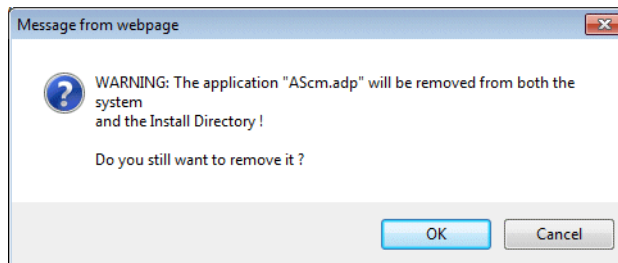 Message from webpage
WARNING: The application "AScm.adp" will be removed from both the
system
and the Install Directory !
Do you still want to remove it ?
OK
Cancel